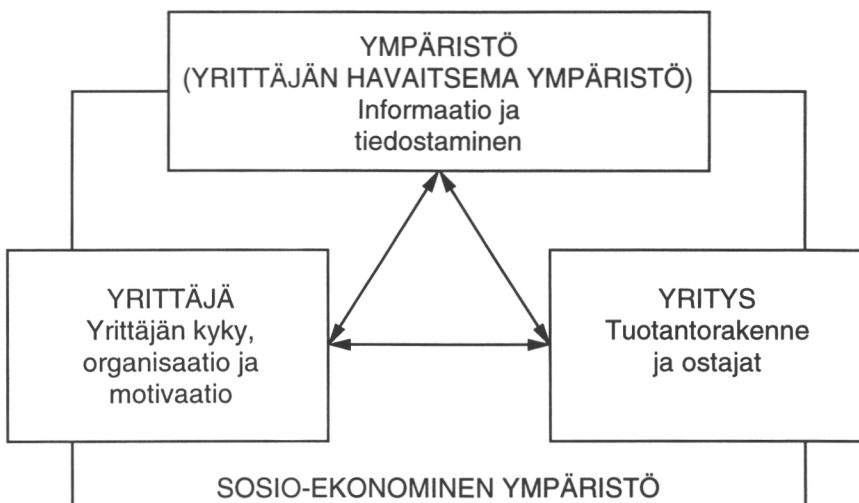 YMPÄRISTÖ
(YRITTÄJÄN HAVAITSEMA YMPÄRISTÖ)
Informaatio ja
tiedostaminen
YRITTÄJÄ
Yrittäjän kyky,
organisaatio ja
motivaatio
YRITYS
Tuotantorakenne
ja ostajat
SOSIO-EKONOMINEN YMPÄRISTÖ